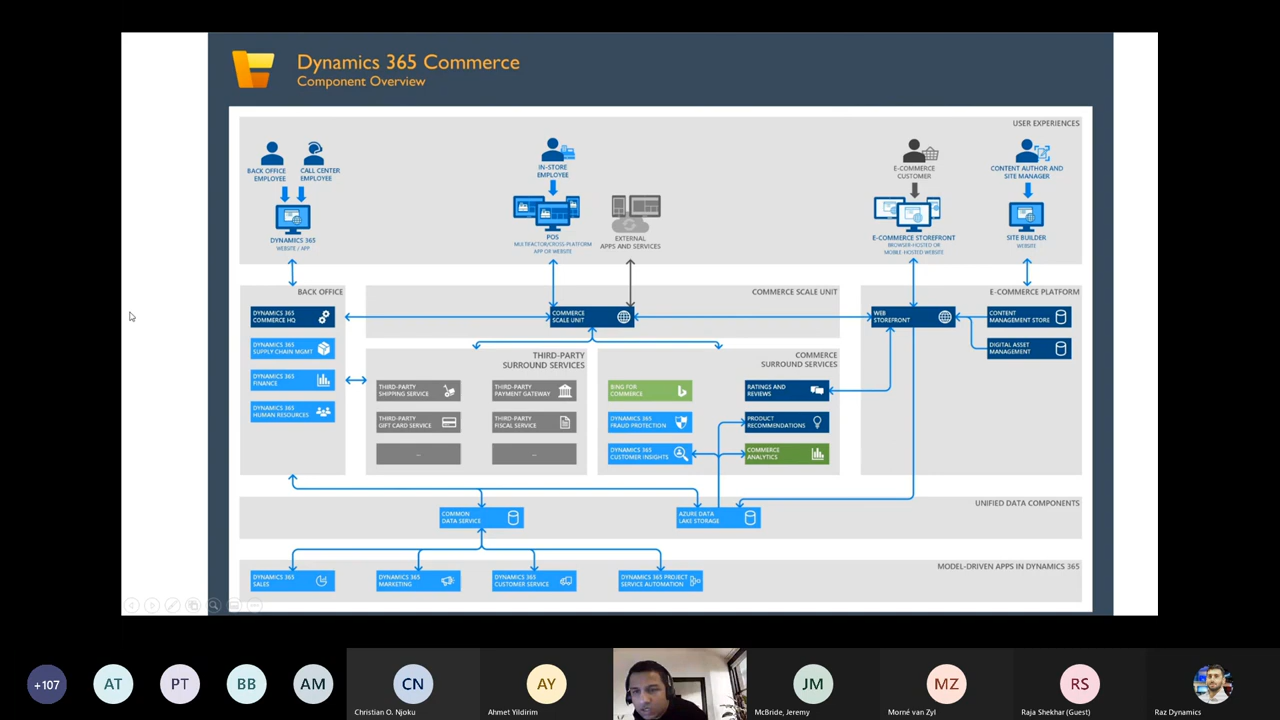 Dynamics 365 Commerce
Component Overview
USER EXPERIENCES
BACK OFFICE
EMPLOYEE
CALL CENTER
EMPLOYEE
IN-STORE
EMPLOYEE
E-COMMERCE
CUSTOMER
CONTENT AUTHOR AND
SITE MANAGER
DYNAMICS 365
WEBSITE / APP
POS
MULTIFACTOR/CROSS-PLATFORM
APP OR WEBSITE
EXTERNAL
APPS AND SERVICES
E-COMMERCE STOREFRONT
BROWSER-HOSTED OR
MOBILE-HOSTED WEBSITE
SITE BUILDER
WEBSITE
BACK OFFICE
DYNAMICS 365
COMMERCE HQ
DYNAMICS 365
SUPPLY CHAIN MGMT
DYNAMICS 365
FINANCE
DYNAMICS 365
HUMAN RESOURCES
COMMERCE SCALE UNIT
COMMERCE
SCALE UNIT
THIRD-PARTY
SURROUND SERVICES
THIRD-PARTY
SHIPPING SERVICE
THIRD-PARTY
PAYMENT GATEWAY
THIRD-PARTY
GIFT CARD SERVICE
THIRD-PARTY
FISCAL SERVICE
...
...
COMMERCE
SURROUND SERVICES
BING FOR
COMMERCE
RATINGS AND
REVIEWS
DYNAMICS 365
FRAUD PROTECTION
PRODUCT
RECOMMENDATIONS
DYNAMICS 365
CUSTOMER INSIGHTS
COMMERCE
ANALYTICS
E-COMMERCE PLATFORM
WEB
STOREFRONT
CONTENT
MANAGEMENT STORE
DIGITAL ASSET
MANAGEMENT
UNIFIED DATA COMPONENTS
COMMON
DATA SERVICE
AZURE DATA
LAKE STORAGE
MODEL-DRIVEN APPS IN DYNAMICS 365
DYNAMICS 365
SALES
DYNAMICS 365
MARKETING
DYNAMICS 365
CUSTOMER SERVICE
DYNAMICS 365 PROJECT
SERVICE AUTOMATION
+107
AT
PT
BB
AM
CN
Christian O. Njoku
AY
Ahmet Yildirim
JM
McBride, Jeremy
MZ
Morné van Zyl
RS
Raja Shekhar (Guest)
Raz Dynamics